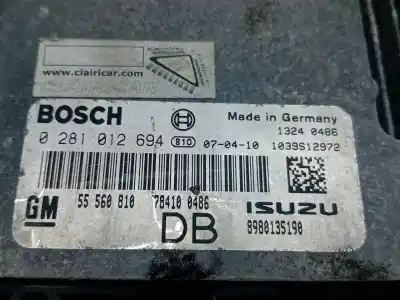 www.clairicar.com
BOSCH
Made in Germany
1324 0486
0 281 012 694 810 07-04-10 1039S12972
GM 55 560 810 78410 0486 ISUZU
DB 8980135190